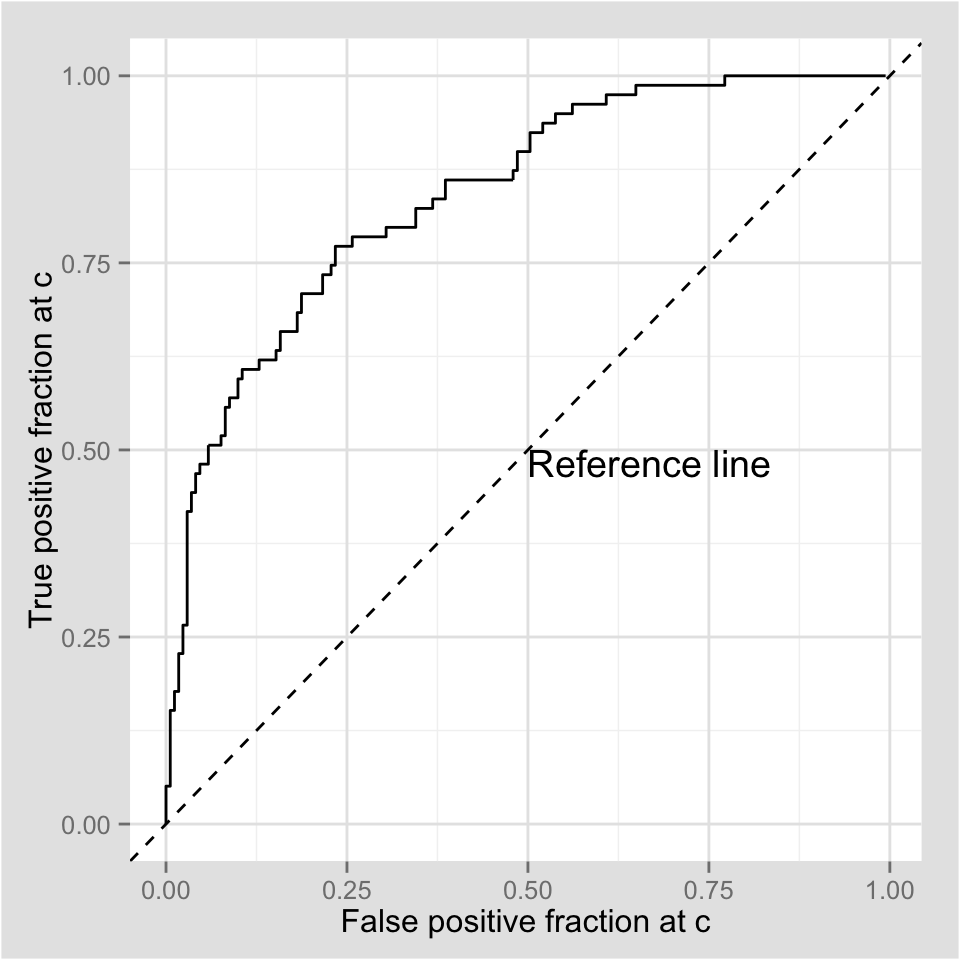 1.00
0.75
0.50
0.25
0.00
True positive fraction at c
Reference line
0.00 0.25 0.50 0.75 1.00
False positive fraction at c